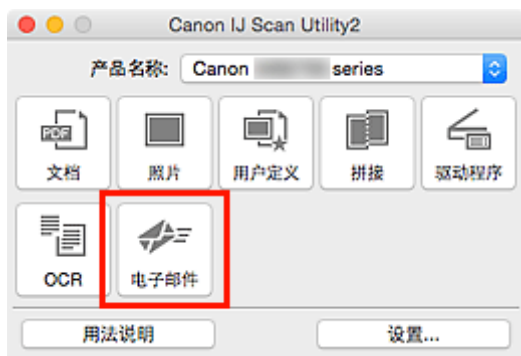 Canon IJ Scan Utility2
产品名称: Canon series
PDF
文档 照片 用户定义 拼接 驱动程序
OCR 电子邮件
用法说明 设置...